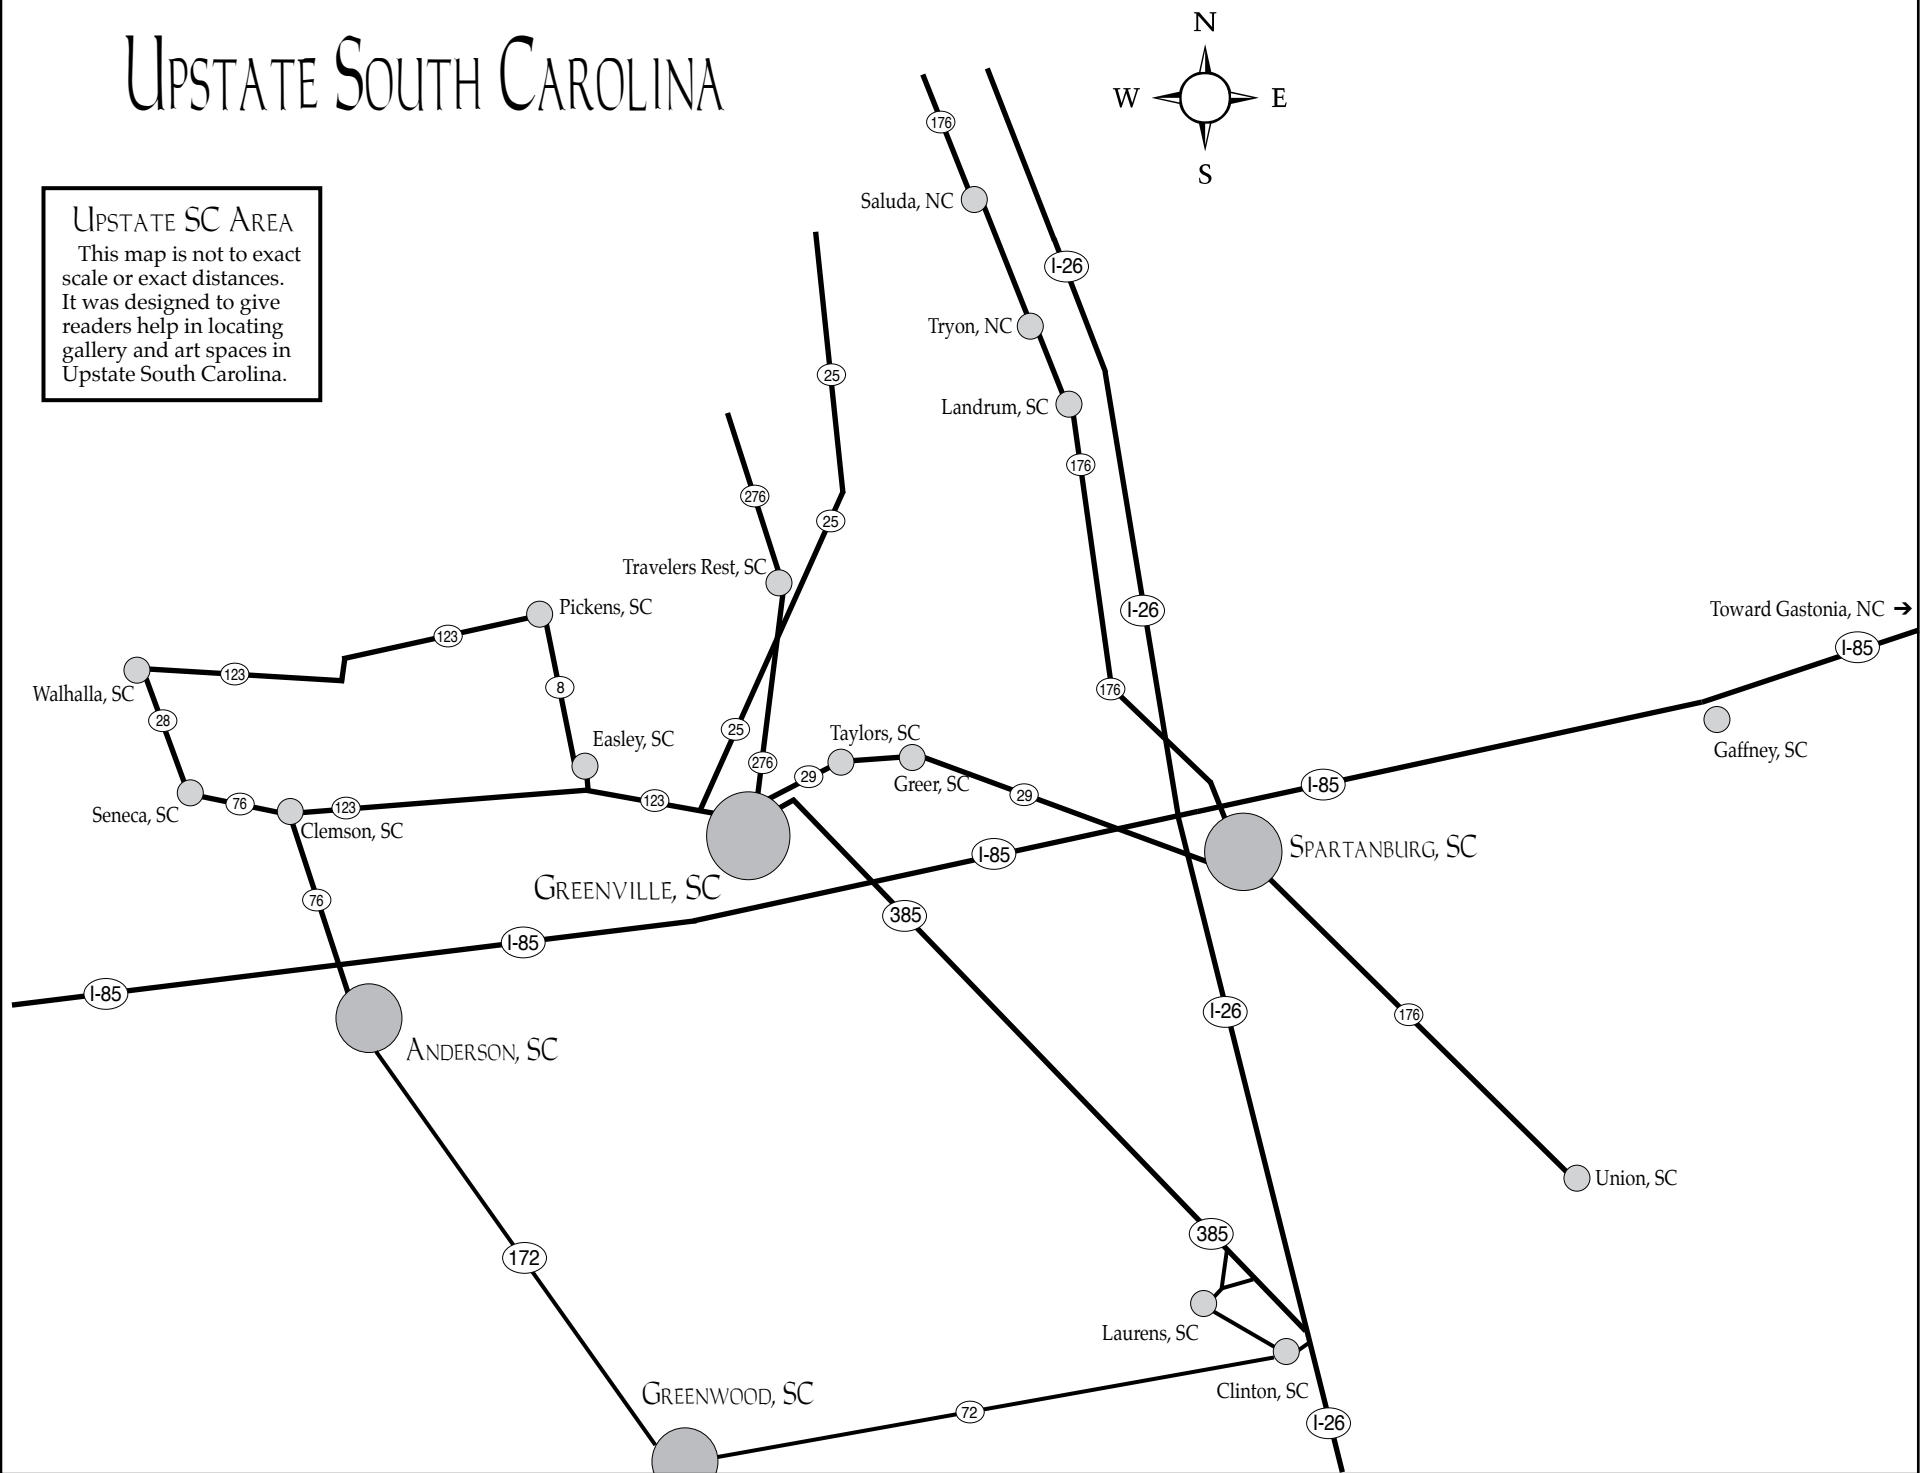 UPSTATE SOUTH CAROLINA
N
W E
S
176
Saluda, NC
UPSTATE SC AREA
This map is not to exact
scale or exact distances.
It was designed to give
readers help in locating
gallery and art spaces in
Upstate South Carolina.
I-26
Tryon, NC
25
Landrum, SC
176
276
25
Travelers Rest, SC
Pickens, SC
I-26
Toward Gastonia, NC ➔
123
I-85
123
8
176
Walhalla, SC
28
25
Taylors, SC
Gaffney, SC
Easley, SC
276
29
Greer, SC
I-85
29
Seneca, SC
76
123
123
Clemson, SC
SPARTANBURG, SC
I-85
GREENVILLE, SC
76
385
I-85
I-85
I-26
176
ANDERSON, SC
Union, SC
385
172
Laurens, SC
GREENWOOD, SC
Clinton, SC
72
I-26